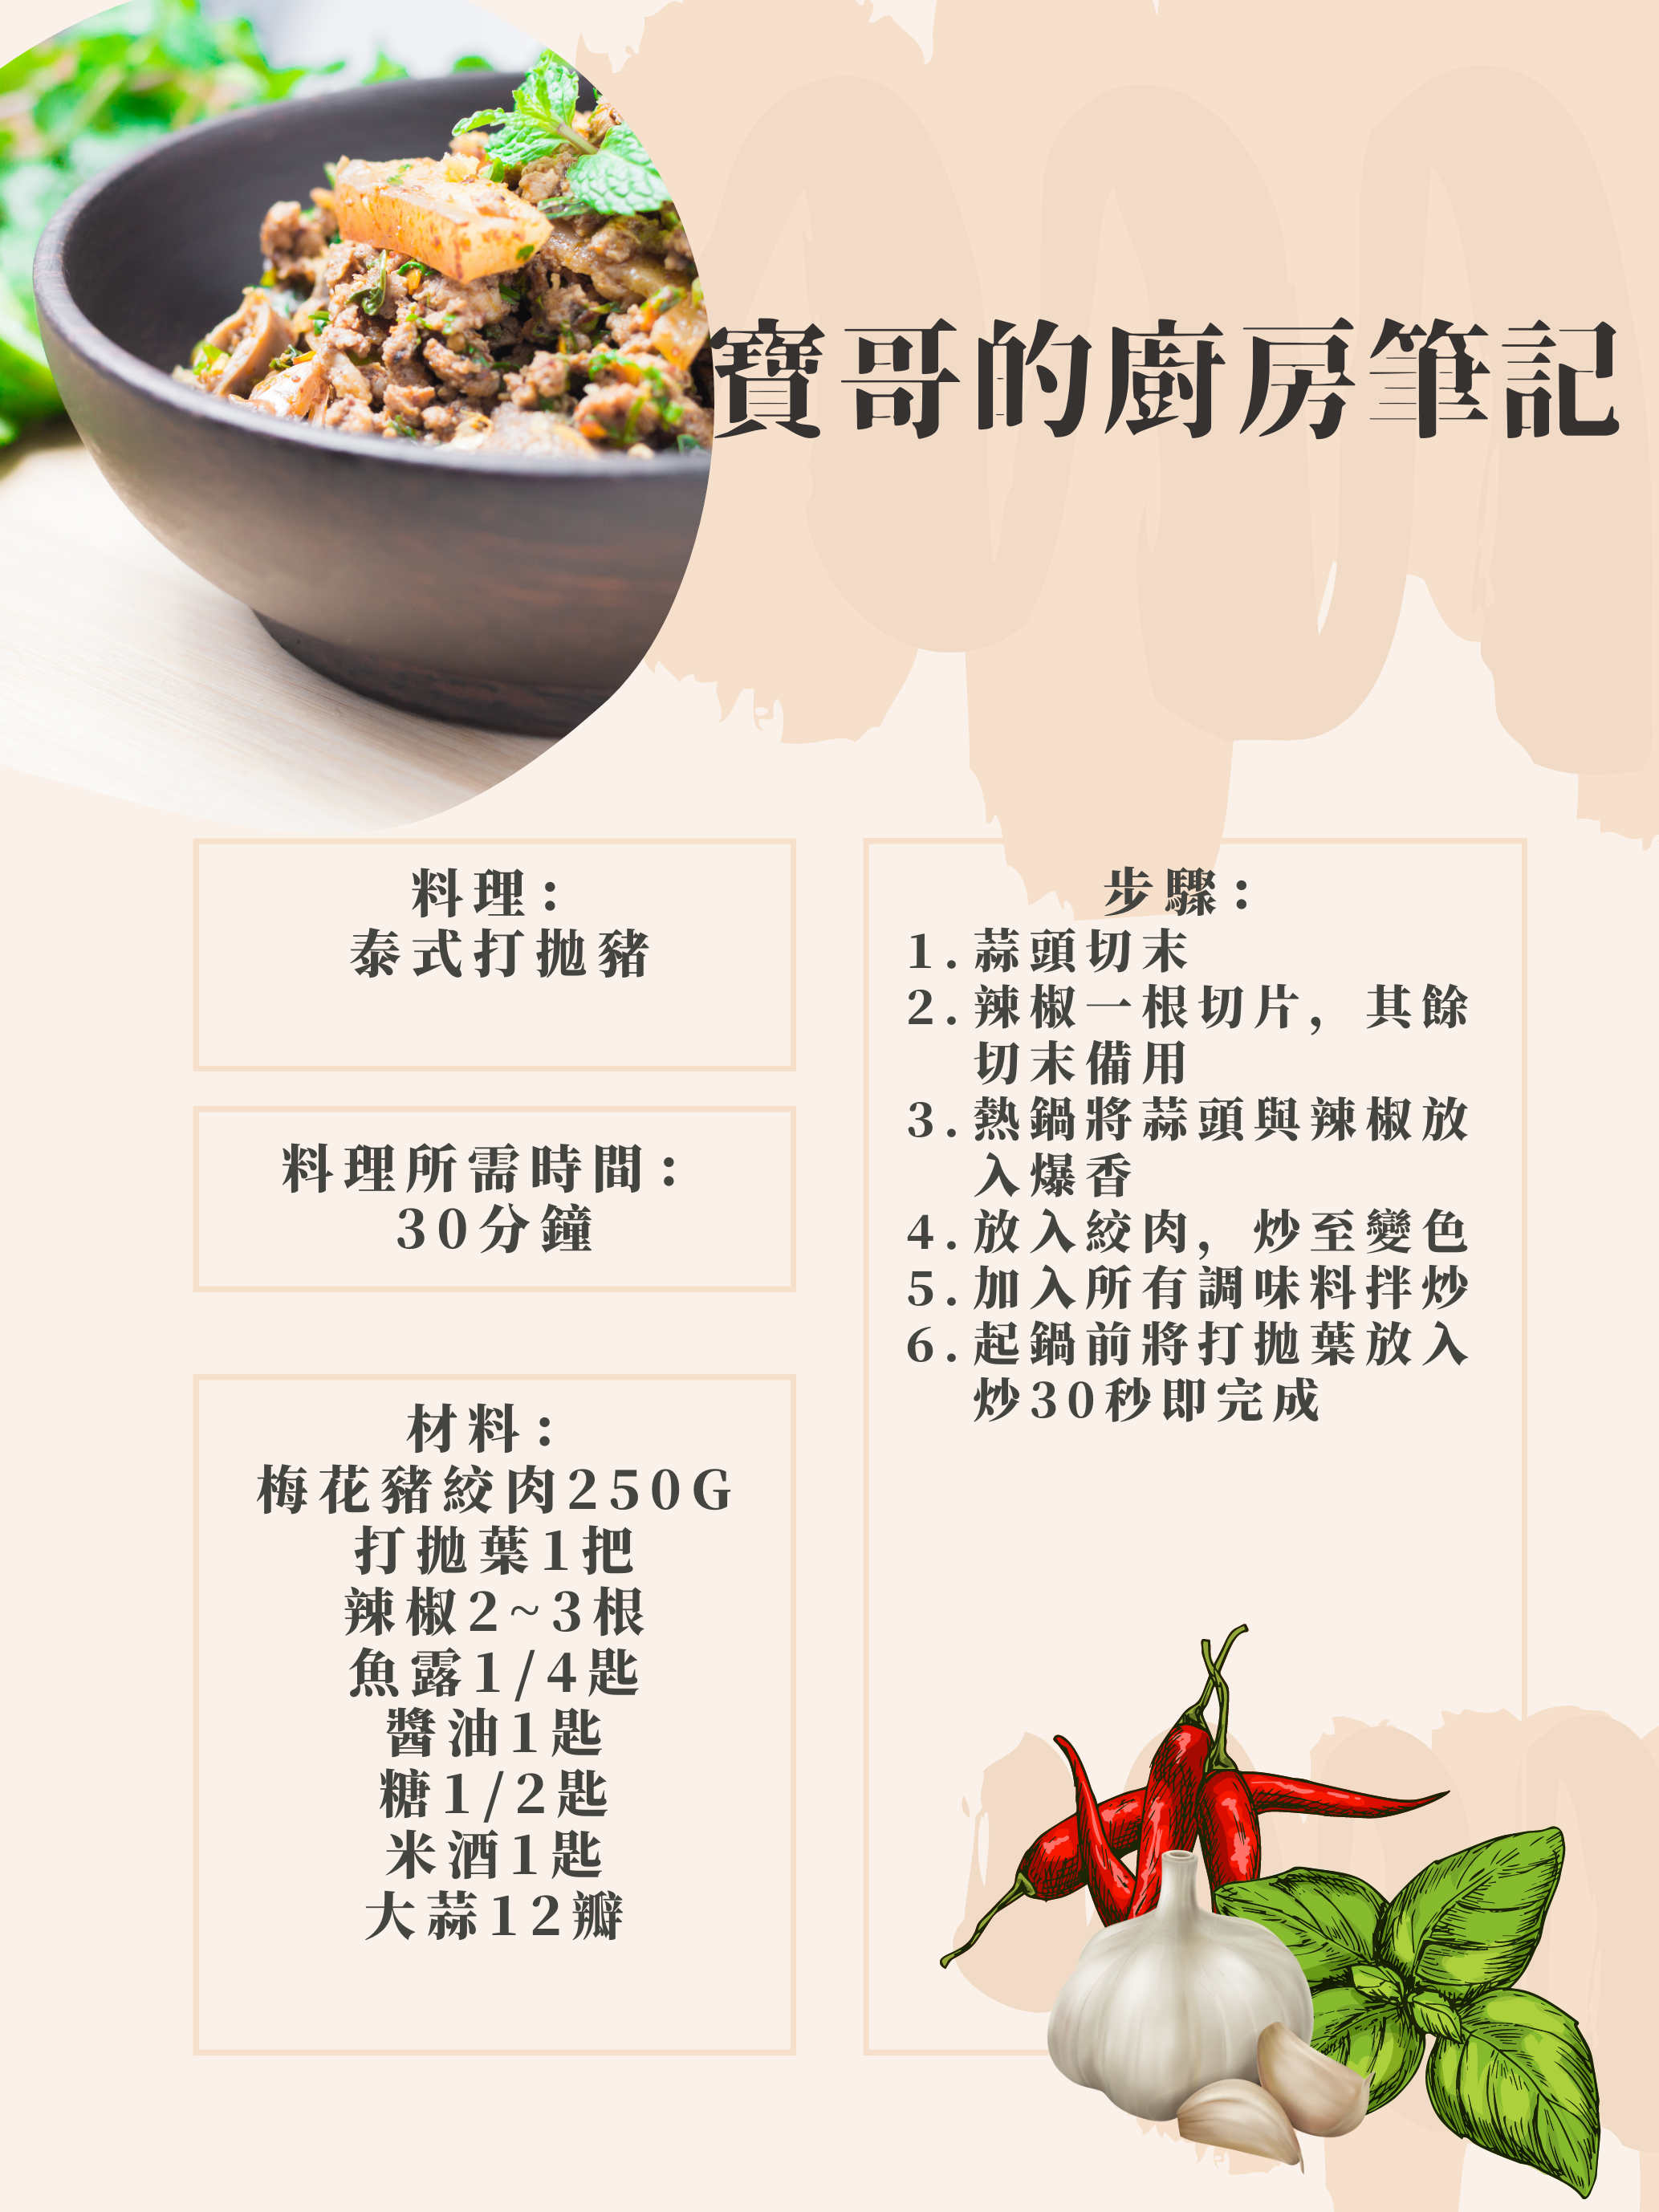 寶哥的廚房筆記
料理：
泰式打拋豬
料理所需時間：
30分鐘
材料：
梅花豬絞肉250G
打拋葉1把
辣椒2~3根
魚露1/4匙
醬油1匙
糖1/2匙
米酒1匙
大蒜12瓣
步驟：
1.蒜頭切末
2.辣椒一根切片，其餘
切末備用
3.熱鍋將蒜頭與辣椒放
入爆香
4.放入絞肉，炒至變色
5.加入所有調味料拌炒
6.起鍋前將打拋葉放入
炒30秒即完成